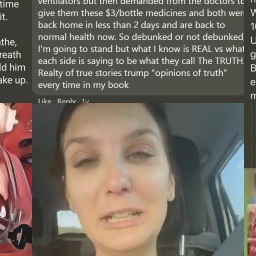 time
it.
athe,
reath
ld him
ake up.
ventilators but then demanded from the doctors to
give them these $3/bottle medicines and both were
back home in less than 2 days and are back to
normal health now. So debunked or not debunked
I'm going to stand but what I know is REAL vs what
each side is saying to be what they call The TRUTH.
Realty of true stories trump "opinions of truth"
every time in my book
Like · Reply · 1y